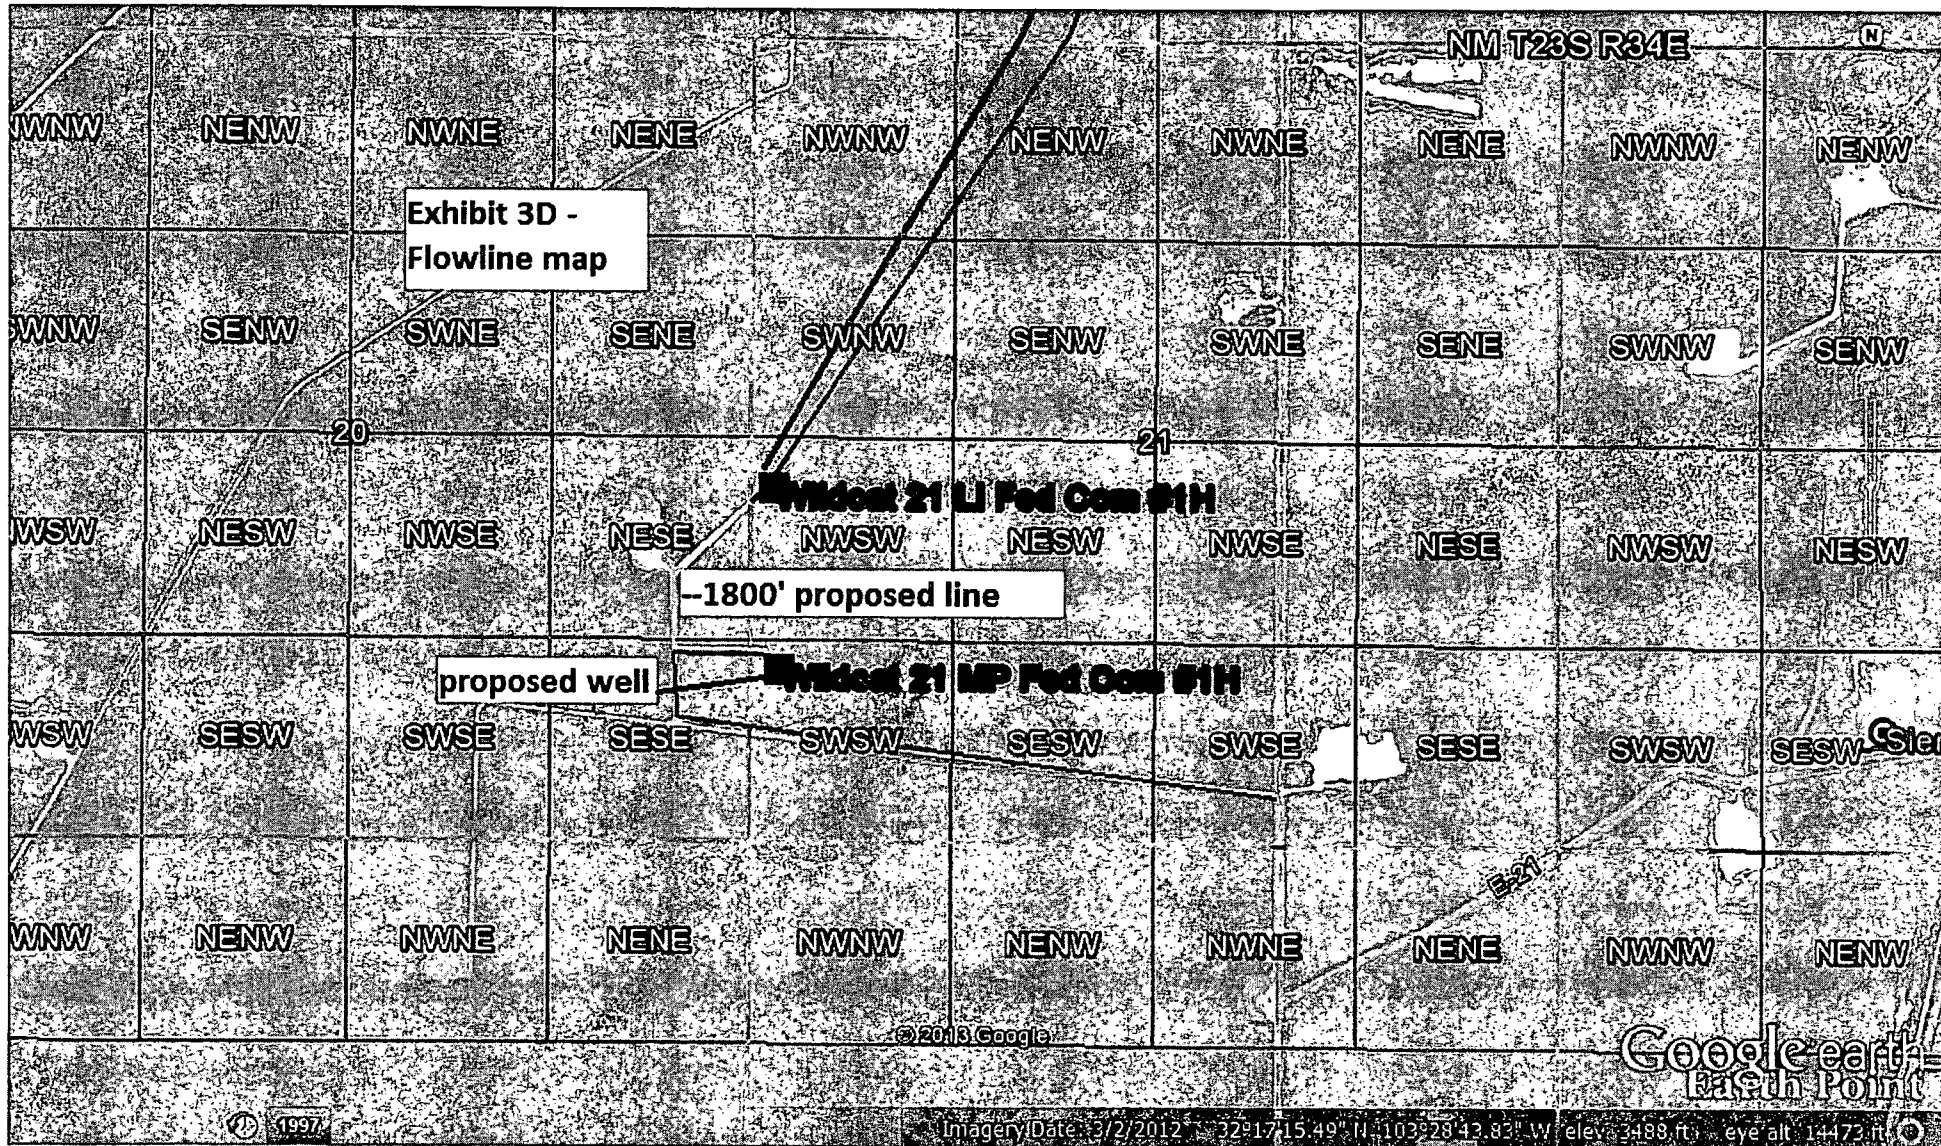 NM T23S R34E
N
NWNW NENW NWNE NENE NWNW NENW NWNE NENE NWNW NENW
Exhibit 3D -
Flowline map
SWNW SENW SWNE SENE SWNW SENW SWNE SENE SWNW SENW
20 21
Wildcat 21 LI Fed Com #1H
NWSW NESW NWSE NESE NWSW NESW NWSE NESE NWSW NESW
--1800' proposed line
proposed well
Wildcat 21 MP Fed Com #1H
SWSW SESW SWSE SESE SWSW SESW SWSE SESE SWSW SESW Sier
E-21
NWNW NENW NWNE NENE NWNW NENW NWNE NENE NWNW NENW
© 2013 Google
Google earth
Earth Point
1997
Imagery Date: 3/2/2012 32°17'15.49" N 103°28'43.83" W elev 3488 ft eye alt 14473 ft